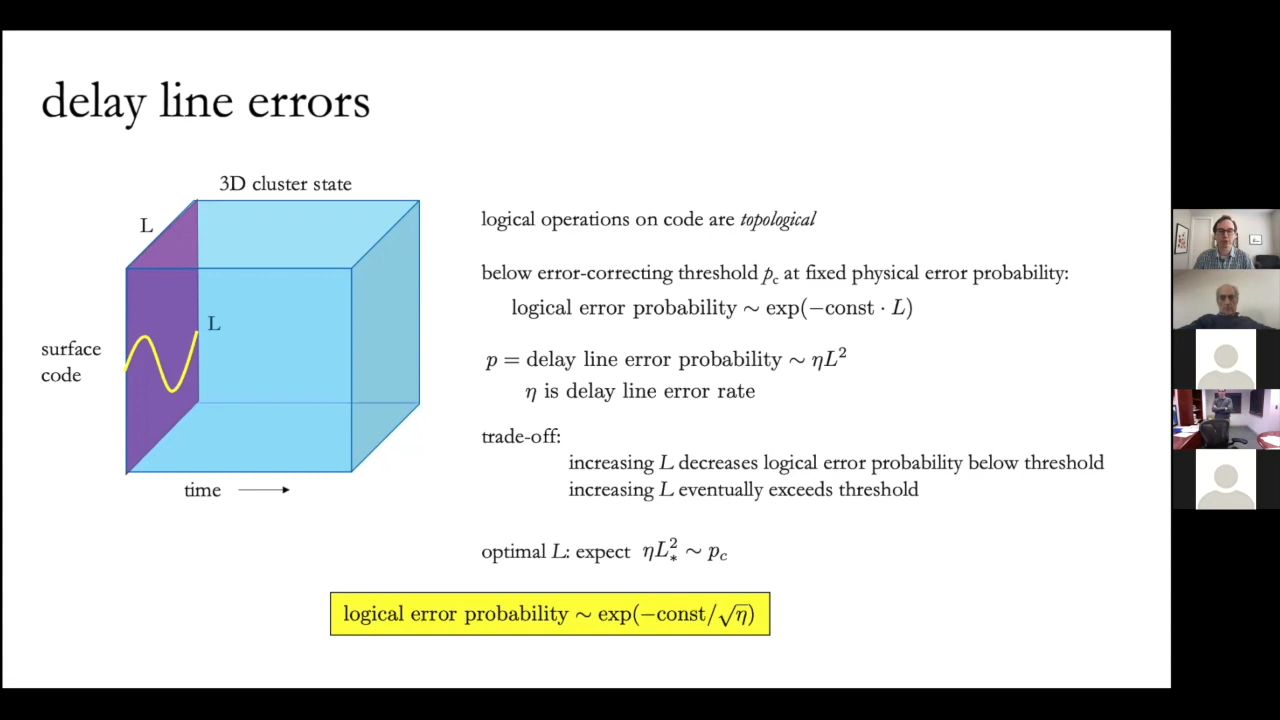 delay line errors
3D cluster state
L
L
surface
code
time
logical operations on code are topological
below error-correcting threshold p_c at fixed physical error probability:
logical error probability ∼ exp(−const · L)
p = delay line error probability ∼ ηL²
η is delay line error rate
trade-off:
increasing L decreases logical error probability below threshold
increasing L eventually exceeds threshold
optimal L: expect ηL_*² ∼ p_c
logical error probability ∼ exp(−const/√η)